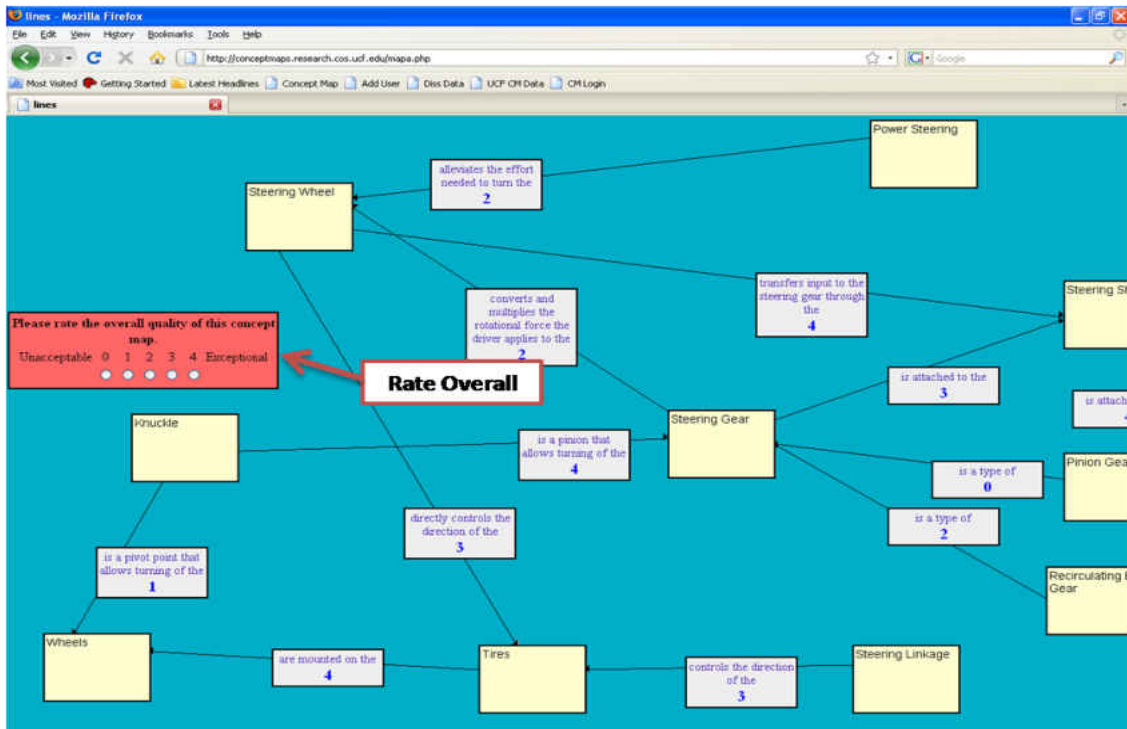 lines - Mozilla Firefox
File Edit View History Bookmarks Tools Help
http://conceptmaps.research.cos.ucf.edu/mapa.php
Google
Most Visited Getting Started Latest Headlines Concept Map Add User Diss Data UCF CM Data CM Login
lines
Power Steering
alleviates the effort
needed to turn the
2
Steering Wheel
transfers input to the
steering gear through
the
4
Steering
converts and
multiplies the
rotational force the
driver applies to the
2
Please rate the overall quality of this concept
map.
Unacceptable 0 1 2 3 4 Exceptional
Rate Overall
is attached to the
3
is
Knuckle
Steering Gear
is a pinion that
allows turning of the
4
Pinion
is a type of
0
directly controls the
direction of the
3
is a type of
2
is a pivot point that
allows turning of the
1
Recirculating
Gear
Wheels
are mounted on the
4
Tires
controls the direction
of the
3
Steering Linkage